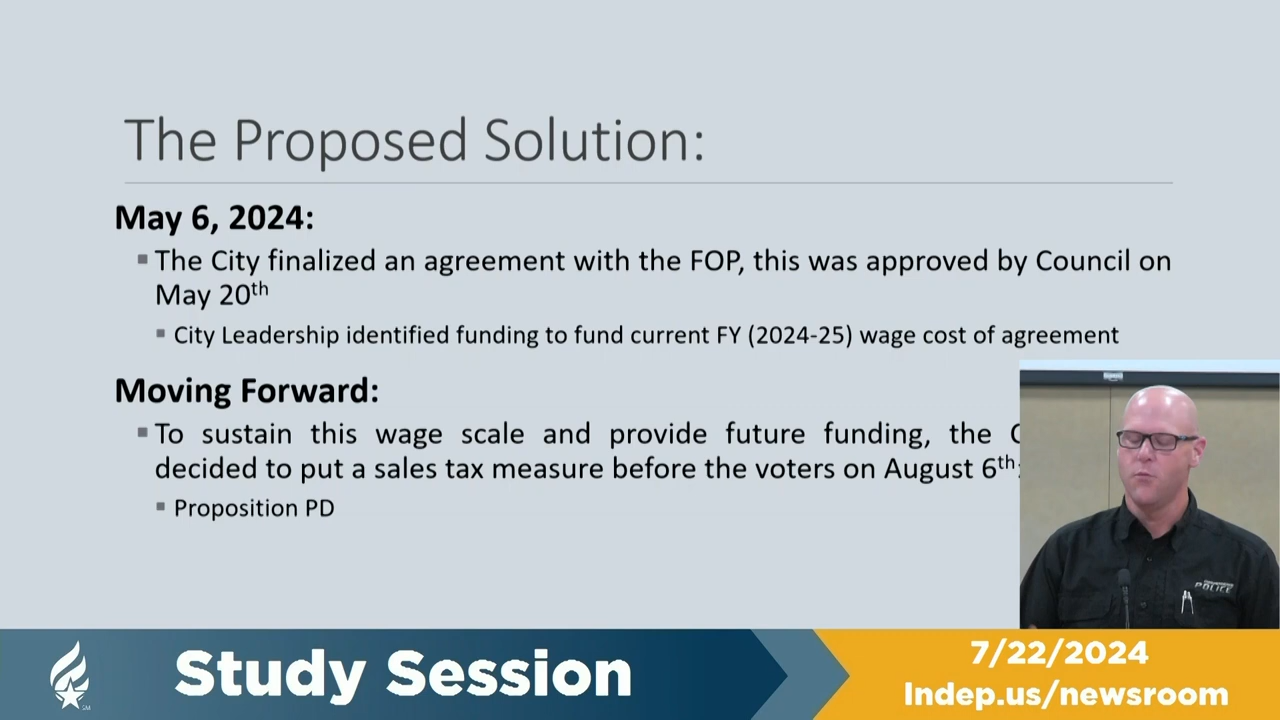 The Proposed Solution:
May 6, 2024:
▪ The City finalized an agreement with the FOP, this was approved by Council on
May 20th
▪ City Leadership identified funding to fund current FY (2024-25) wage cost of agreement
Moving Forward:
▪ To sustain this wage scale and provide future funding, the
decided to put a sales tax measure before the voters on August 6th:
▪ Proposition PD
POLICE
Study Session
7/22/2024
Indep.us/newsroom
SM